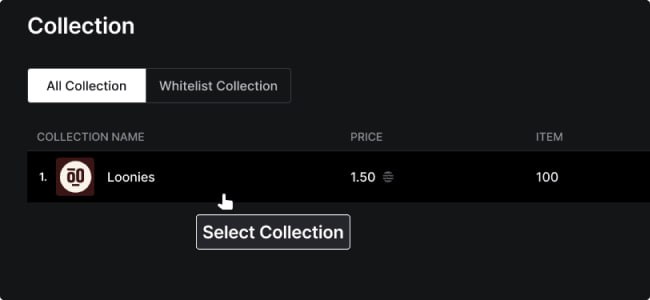 Collection
All Collection Whitelist Collection
COLLECTION NAME PRICE ITEM
1. Loonies 1.50 100
Select Collection